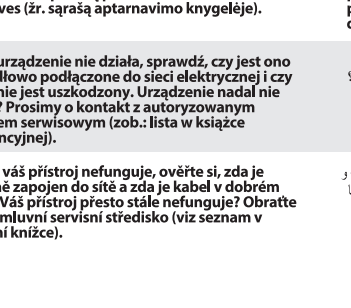 ves (žr. sąrašą aptarnavimo knygelėje).
urządzenie nie działa, sprawdź, czy jest ono
łowo podłączone do sieci elektrycznej i czy
nie jest uszkodzony. Urządzenie nadal nie
? Prosimy o kontakt z autoryzowanym
em serwisowym (zob.: lista w książce
ncyjnej).
váš přístroj nefunguje, ověřte si, zda je
ě zapojen do sítě a zda je kabel v dobrém
Váš přístroj přesto stále nefunguje? Obraťte
mluvní servisní středisko (viz seznam v
í knížce).